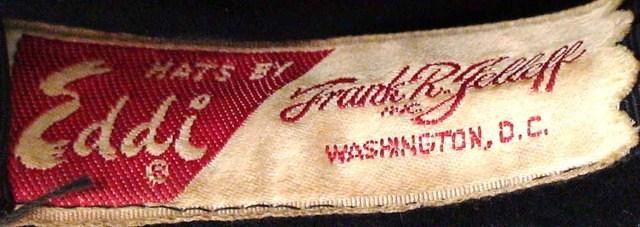 HATS BY
Eddi
®
Frank R. Jelleff
INC.
WASHINGTON, D.C.